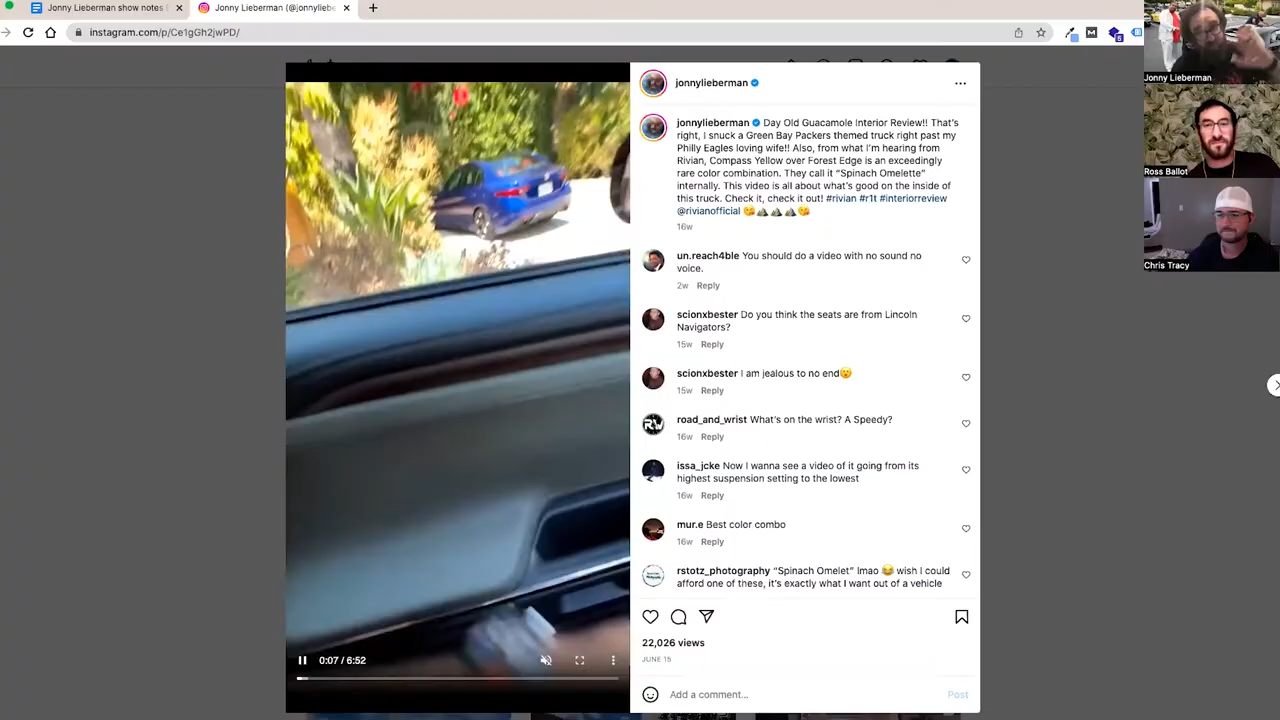 Jonny Lieberman show notes
Jonny Lieberman (@jonnyliebe
instagram.com/p/Ce1gGh2jwPD/
Jonny Lieberman
Ross Ballot
Chris Tracy
jonnylieberman
jonnylieberman Day Old Guacamole Interior Review!! That's
right, I snuck a Green Bay Packers themed truck right past my
Philly Eagles loving wife!! Also, from what I'm hearing from
Rivian, Compass Yellow over Forest Edge is an exceedingly
rare color combination. They call it “Spinach Omelette”
internally. This video is all about what's good on the inside of
this truck. Check it, check it out! #rivian #r1t #interiorreview
@rivianofficial 😘⛰️⛰️⛰️😘
16w
un.reach4ble You should do a video with no sound no
voice.
2w Reply
scionxbester Do you think the seats are from Lincoln
Navigators?
15w Reply
scionxbester I am jealous to no end😮
15w Reply
road_and_wrist What's on the wrist? A Speedy?
RW
16w Reply
issa_jcke Now I wanna see a video of it going from its
highest suspension setting to the lowest
16w Reply
mur.e Best color combo
16w Reply
rstotz_photography “Spinach Omelet” lmao 😂 wish I could
afford one of these, it's exactly what I want out of a vehicle
0:07 / 6:52
22,026 views
JUNE 15
Add a comment...
Post